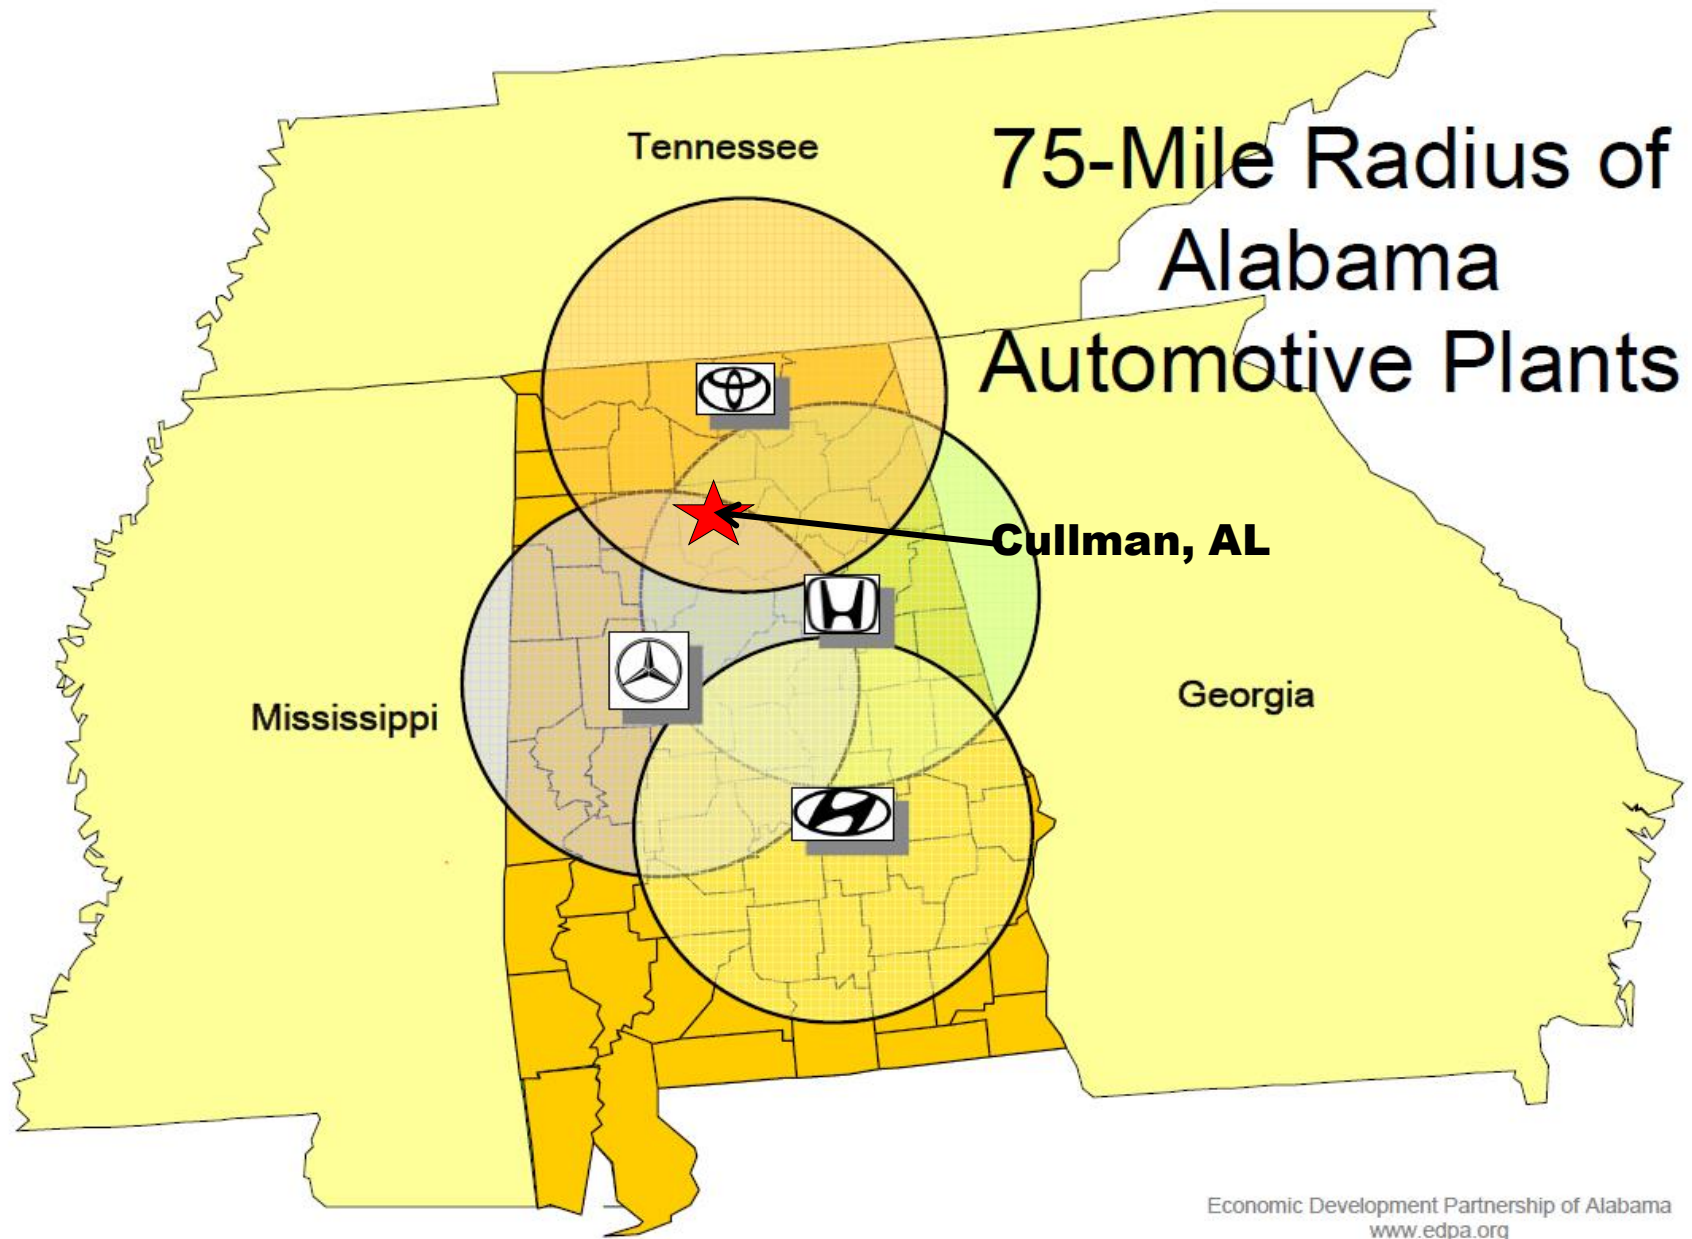 Tennessee
75-Mile Radius of
Alabama
Automotive Plants
Cullman, AL
Mississippi
Georgia
Economic Development Partnership of Alabama
www.edpa.org